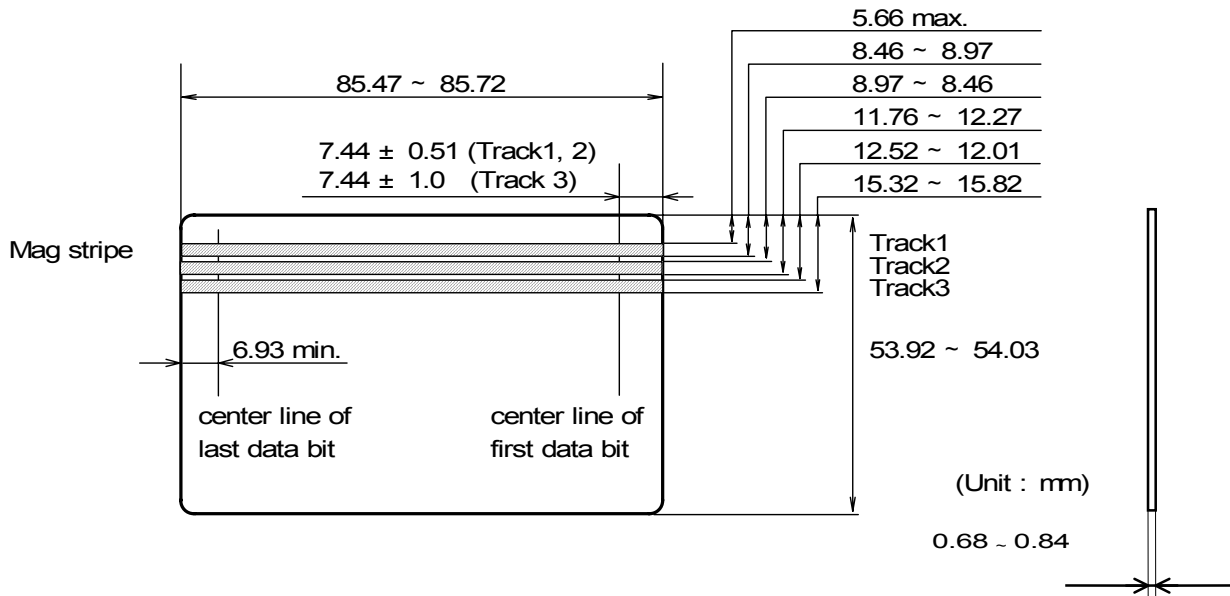 5.66 max.
8.46 ~ 8.97
85.47 ~ 85.72
8.97 ~ 8.46
11.76 ~ 12.27
7.44 ± 0.51 (Track1, 2)
12.52 ~ 12.01
7.44 ± 1.0 (Track 3)
15.32 ~ 15.82
Mag stripe
Track1
Track2
Track3
6.93 min.
53.92 ~ 54.03
center line of
last data bit
center line of
first data bit
(Unit : mm)
0.68 ~ 0.84